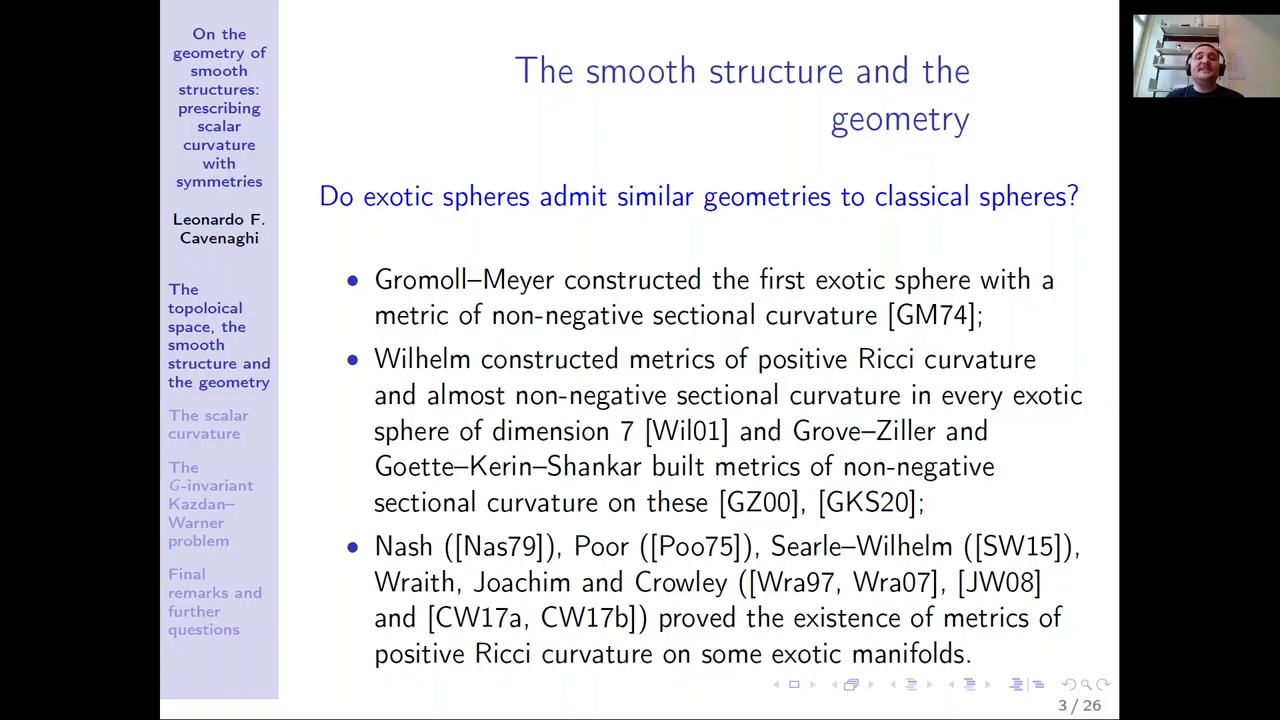 On the
geometry of
smooth
structures:
prescribing
scalar
curvature
with
symmetries
Leonardo F.
Cavenaghi
The
topoloical
space, the
smooth
structure and
the geometry
The scalar
curvature
The
G-invariant
Kazdan–
Warner
problem
Final
remarks and
further
questions
The smooth structure and the
geometry
Do exotic spheres admit similar geometries to classical spheres?
• Gromoll–Meyer constructed the first exotic sphere with a
metric of non-negative sectional curvature [GM74];
• Wilhelm constructed metrics of positive Ricci curvature
and almost non-negative sectional curvature in every exotic
sphere of dimension 7 [Wil01] and Grove–Ziller and
Goette–Kerin–Shankar built metrics of non-negative
sectional curvature on these [GZ00], [GKS20];
• Nash ([Nas79]), Poor ([Poo75]), Searle–Wilhelm ([SW15]),
Wraith, Joachim and Crowley ([Wra97, Wra07], [JW08]
and [CW17a, CW17b]) proved the existence of metrics of
positive Ricci curvature on some exotic manifolds.
3 / 26